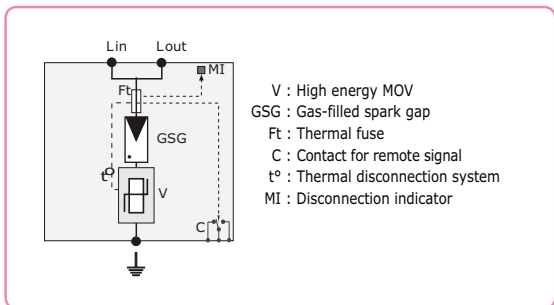 Lin Lout
MI
Ft
GSG
t°
V
C
V : High energy MOV
GSG : Gas-filled spark gap
Ft : Thermal fuse
C : Contact for remote signal
t° : Thermal disconnection system
MI : Disconnection indicator